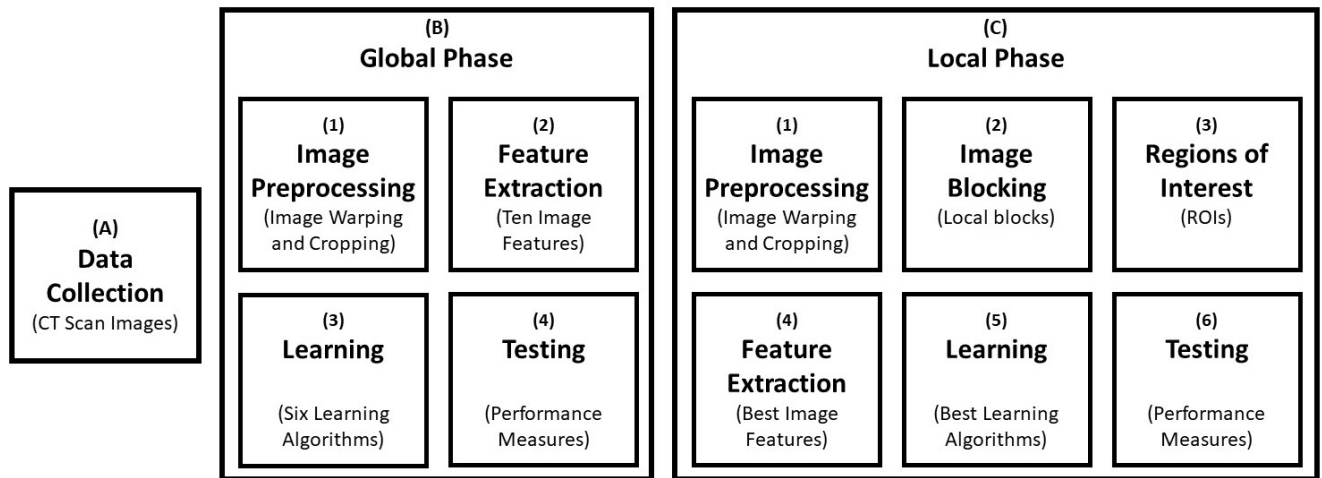 (A)
Data
Collection
(CT Scan Images)
(B)
Global Phase
(1)
Image
Preprocessing
(Image Warping
and Cropping)
(2)
Feature
Extraction
(Ten Image
Features)
(3)
Learning
(Six Learning
Algorithms)
(4)
Testing
(Performance
Measures)
(C)
Local Phase
(1)
Image
Preprocessing
(Image Warping
and Cropping)
(2)
Image
Blocking
(Local blocks)
(3)
Regions of
Interest
(ROIs)
(4)
Feature
Extraction
(Best Image
Features)
(5)
Learning
(Best Learning
Algorithms)
(6)
Testing
(Performance
Measures)